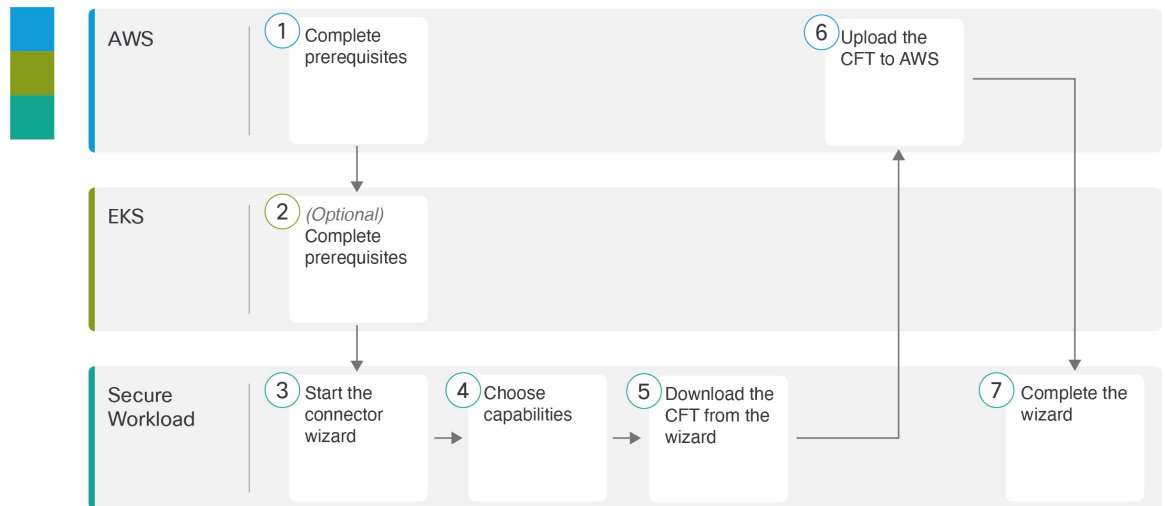 AWS
1
Complete
prerequisites
6
Upload the
CFT to AWS
EKS
2
(Optional)
Complete
prerequisites
Secure
Workload
3
Start the
connector
wizard
4
Choose
capabilities
5
Download the
CFT from the
wizard
7
Complete the
wizard